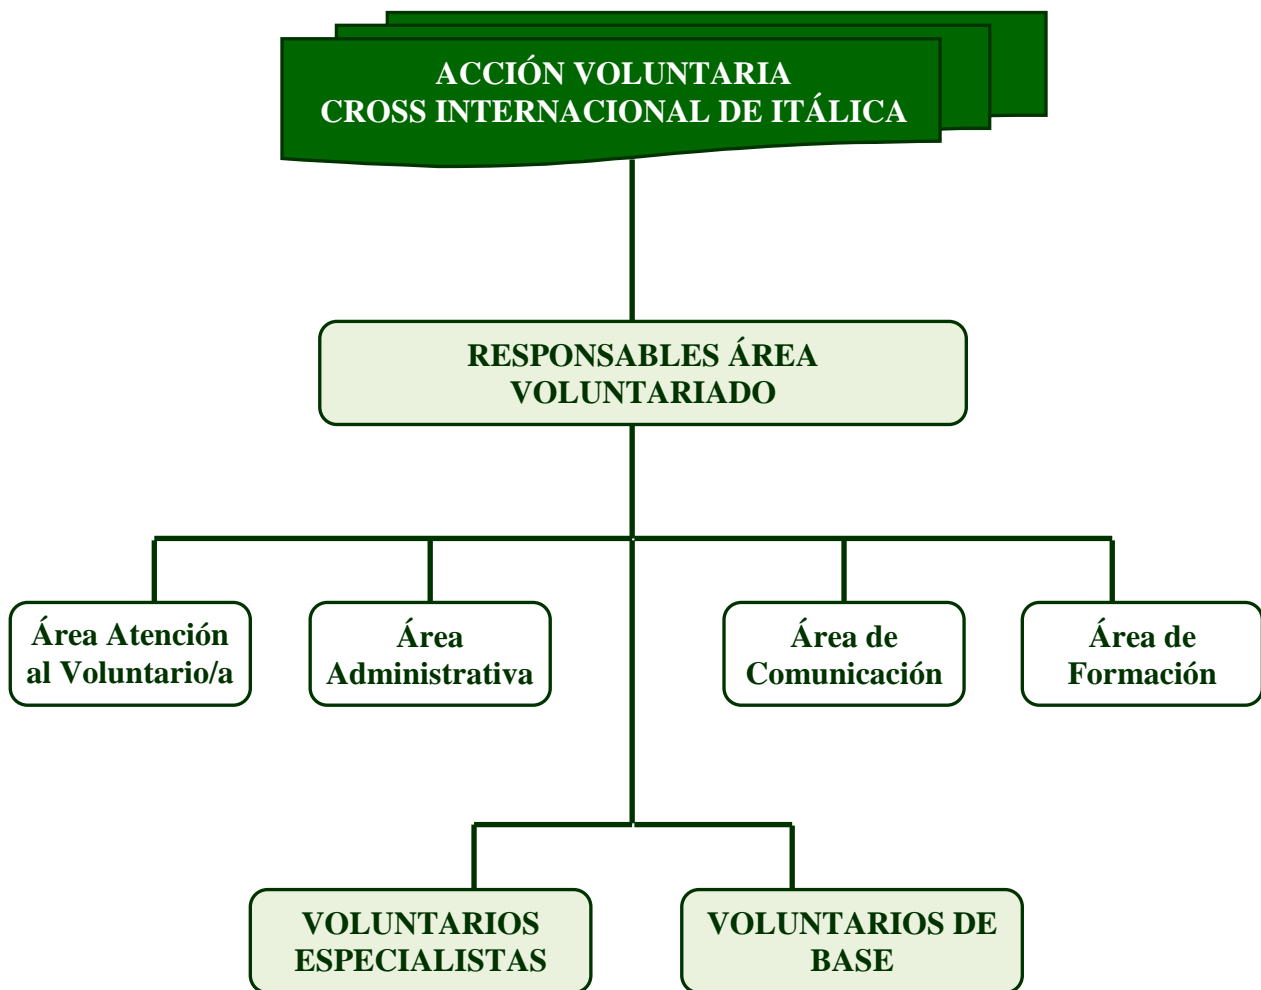 ACCIÓN VOLUNTARIA
CROSS INTERNACIONAL DE ITÁLICA
RESPONSABLES ÁREA
VOLUNTARIADO
Área Atención
al Voluntario/a
Área
Administrativa
Área de
Comunicación
Área de
Formación
VOLUNTARIOS
ESPECIALISTAS
VOLUNTARIOS DE
BASE